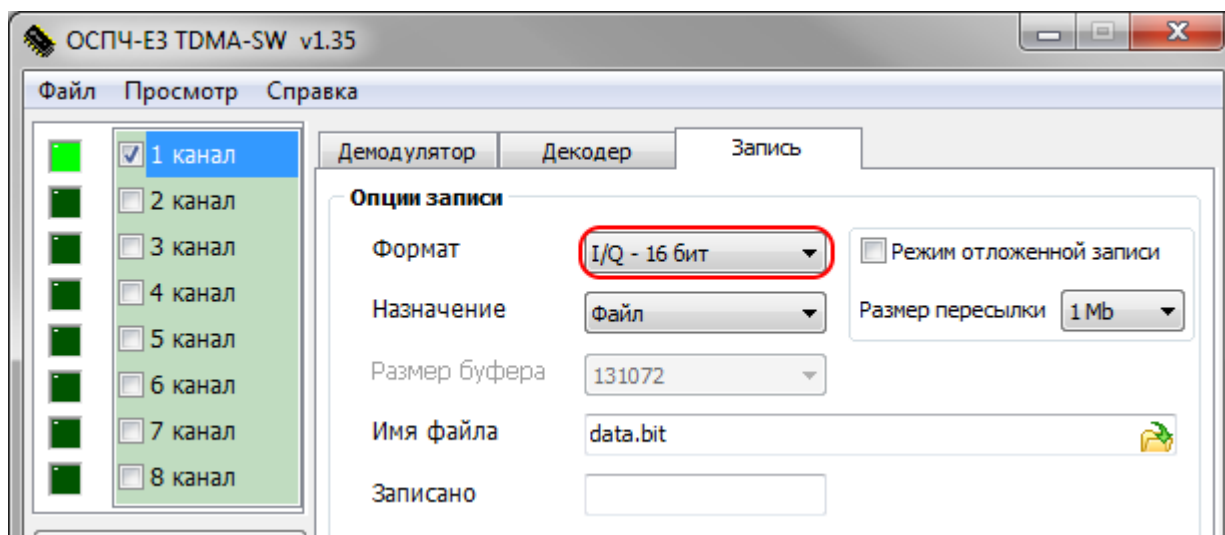 ОСПЧ-ЕЗ TDMA-SW v1.35
Файл Просмотр Справка
1 канал
2 канал
3 канал
4 канал
5 канал
6 канал
7 канал
8 канал
Демодулятор Декодер Запись
Опции записи
Формат I/Q - 16 бит
Режим отложенной записи
Назначение Файл
Размер пересылки 1 Mb
Размер буфера 131072
Имя файла data.bit
Записано